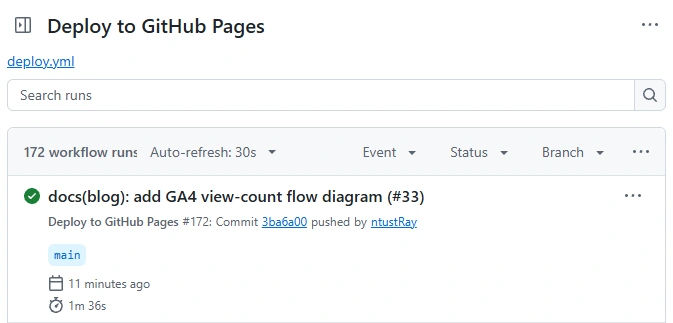 Deploy to GitHub Pages
deploy.yml
Search runs
172 workflow runs Auto-refresh: 30s Event Status Branch
docs(blog): add GA4 view-count flow diagram (#33)
Deploy to GitHub Pages #172: Commit 3ba6a00 pushed by ntustRay
main
11 minutes ago
1m 36s